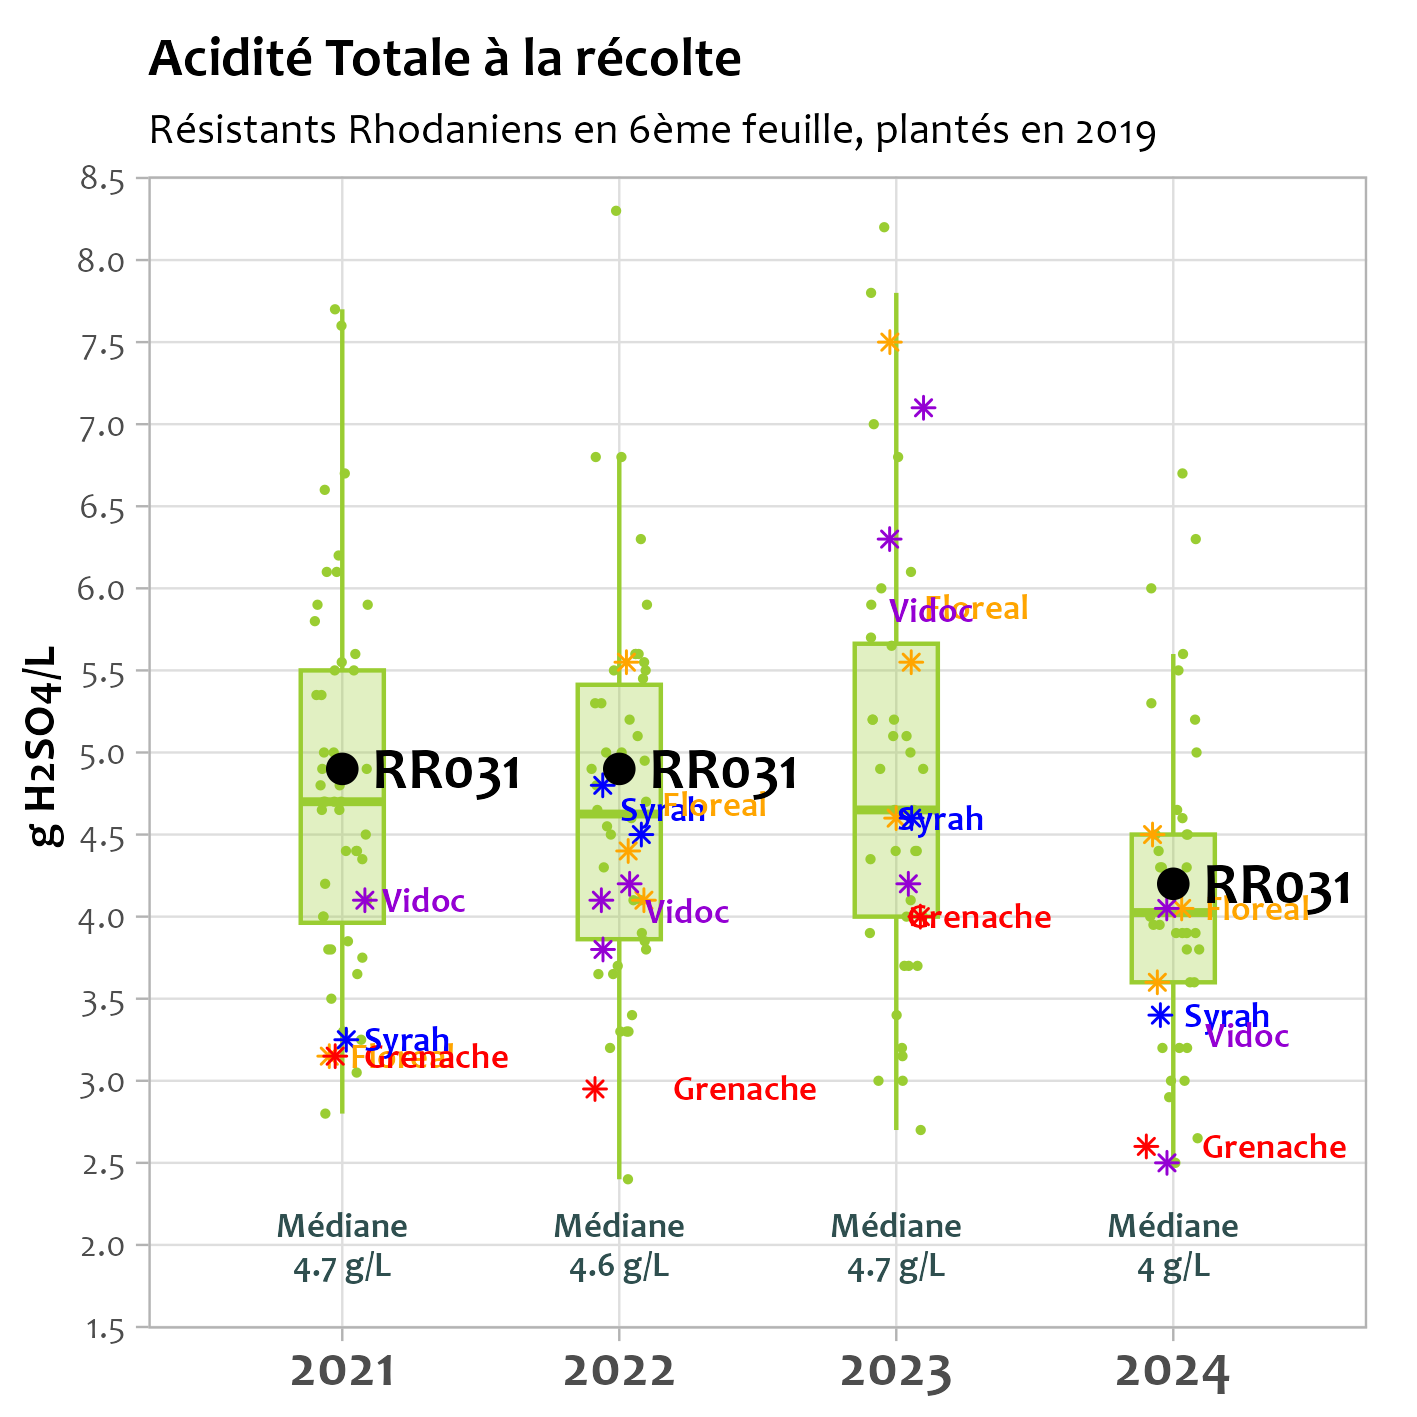 Acidité Totale à la récolte
Résistants Rhodaniens en 6ème feuille, plantés en 2019
g H2SO4/L
8.5
8.0
7.5
7.0
6.5
6.0
5.5
5.0
4.5
4.0
3.5
3.0
2.5
2.0
1.5
RR031
Vidoc
Syrah
Floreal
Grenache
Médiane
4.7 g/L
2021
RR031
Syrah
Floreal
Vidoc
Grenache
Médiane
4.6 g/L
2022
Vidoc
Floreal
Syrah
Grenache
Médiane
4.7 g/L
2023
RR031
Floreal
Syrah
Vidoc
Grenache
Médiane
4 g/L
2024